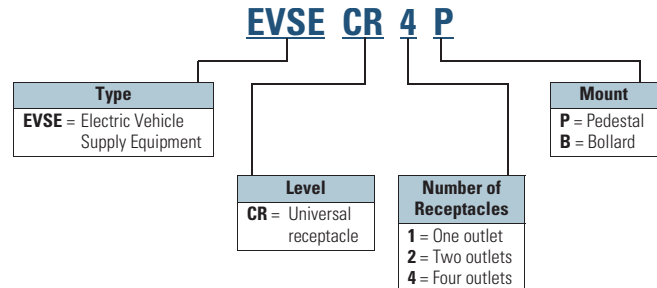 EVSE CR 4 P
Type
EVSE = Electric Vehicle
Supply Equipment
Mount
P = Pedestal
B = Bollard
Level
CR = Universal
receptacle
Number of
Receptacles
1 = One outlet
2 = Two outlets
4 = Four outlets